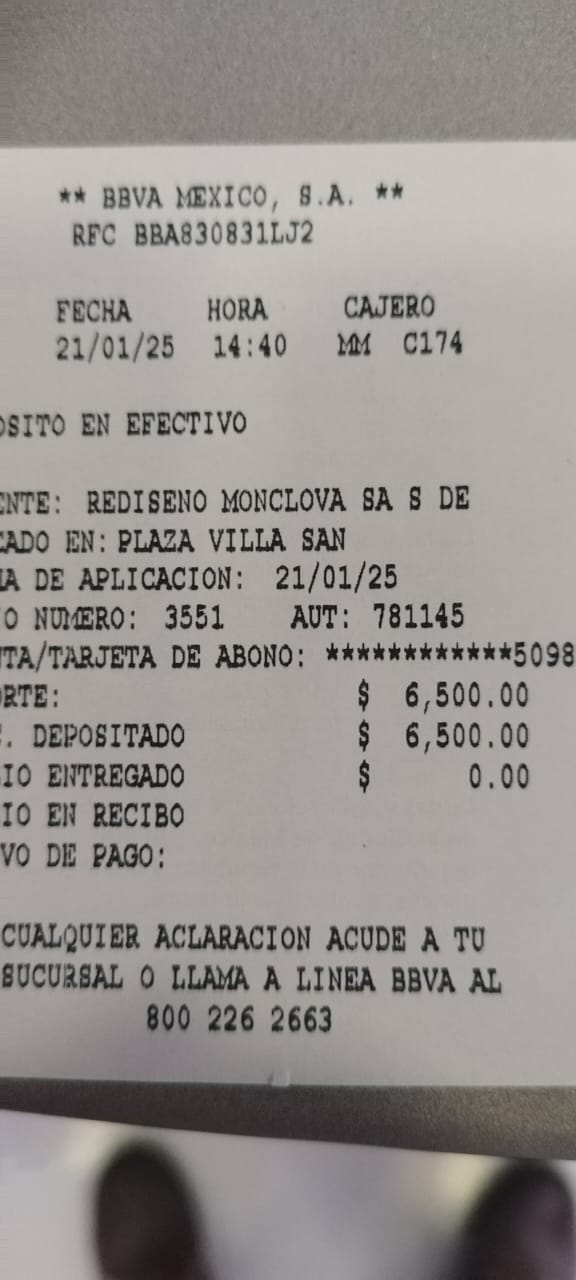 ** BBVA MEXICO, S.A. **
RFC BBA830831LJ2
FECHA HORA CAJERO
21/01/25 14:40 MM C174
OSITO EN EFECTIVO
ENTE: REDISENO MONCLOVA SA S DE
CADO EN: PLAZA VILLA SAN
HA DE APLICACION: 21/01/25
IO NUMERO: 3551 AUT: 781145
NTA/TARJETA DE ABONO: ************5098
ORTE: $ 6,500.00
. DEPOSITADO $ 6,500.00
IO ENTREGADO $ 0.00
IO EN RECIBO
VO DE PAGO:
CUALQUIER ACLARACION ACUDE A TU
SUCURSAL O LLAMA A LINEA BBVA AL
800 226 2663